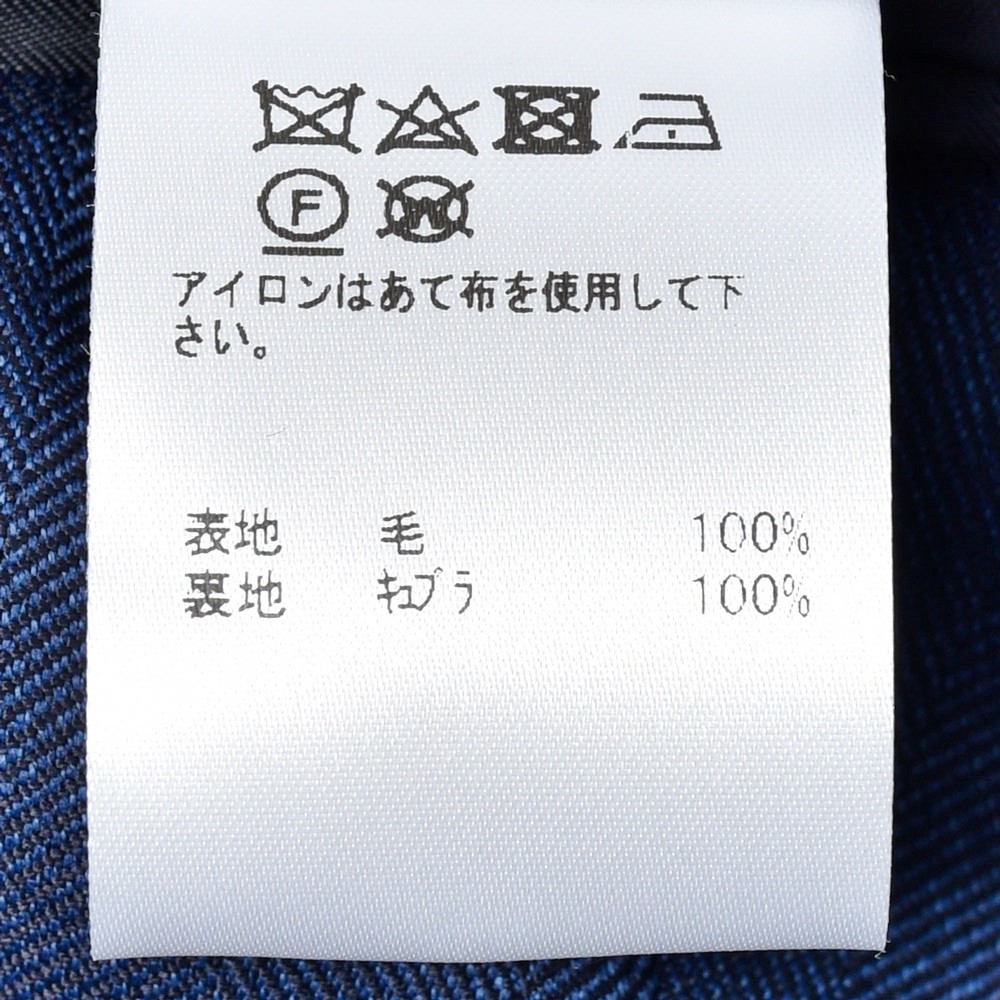 F W
アイロンはあて布を使用して下
さい。
表地 毛 100%
裏地 キュプラ 100%